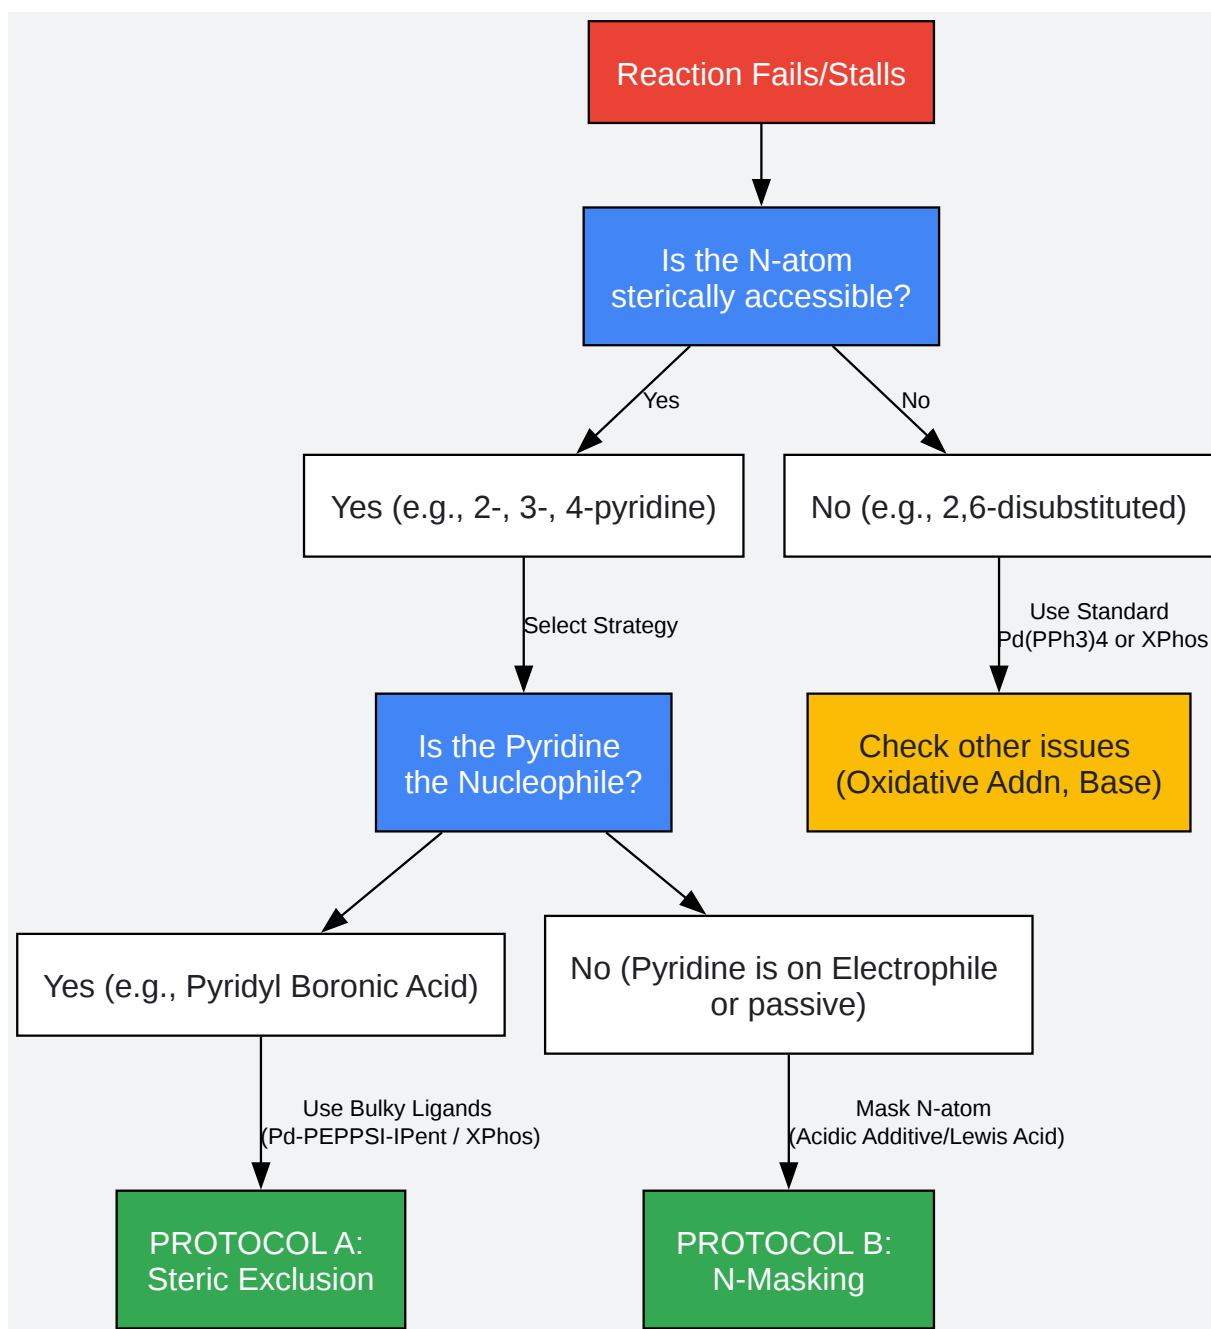 Reaction Fails/Stalls
Is the N-atom
sterically accessible?
Yes
No
Yes (e.g., 2-, 3-, 4-pyridine)
No (e.g., 2,6-disubstituted)
Select Strategy
Use Standard
Pd(PPh3)4 or XPhos
Is the Pyridine
the Nucleophile?
Check other issues
(Oxidative Addn, Base)
Yes (e.g., Pyridyl Boronic Acid)
No (Pyridine is on Electrophile
or passive)
Use Bulky Ligands
(Pd-PEPPSI-IPent / XPhos)
Mask N-atom
(Acidic Additive/Lewis Acid)
PROTOCOL A:
Steric Exclusion
PROTOCOL B:
N-Masking